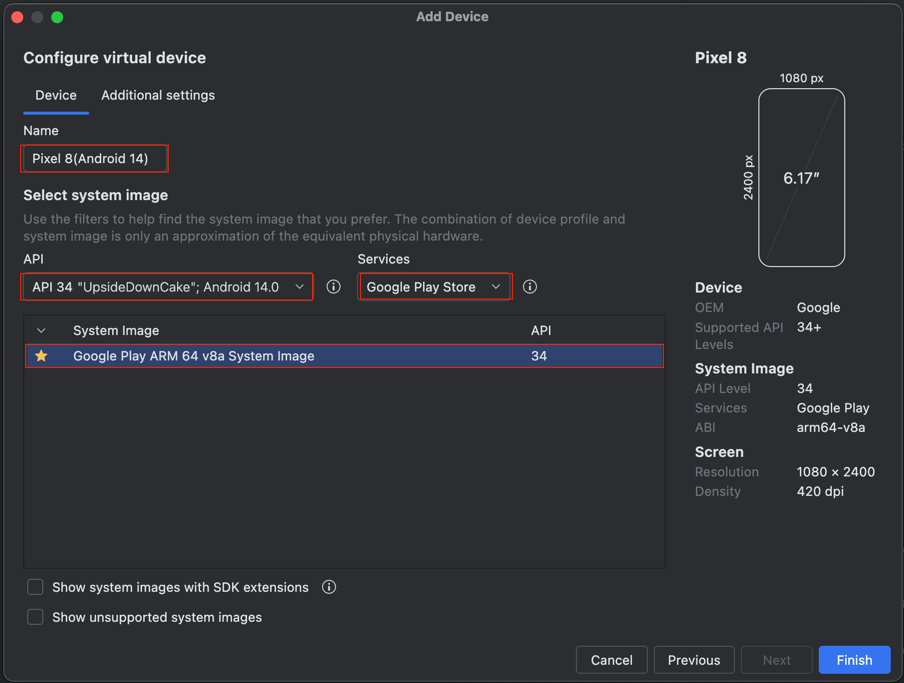 Add Device
Configure virtual device
Device Additional settings
Name
Pixel 8(Android 14)
Select system image
Use the filters to help find the system image that you prefer. The combination of device profile and
system image is only an approximation of the equivalent physical hardware.
API Services
API 34 "UpsideDownCake"; Android 14.0 Google Play Store
System Image API
Google Play ARM 64 v8a System Image 34
Show system images with SDK extensions
Show unsupported system images
Pixel 8
1080 px
2400 px
6.17″
Device
OEM Google
Supported API 34+
Levels
System Image
API Level 34
Services Google Play
ABI arm64-v8a
Screen
Resolution 1080 × 2400
Density 420 dpi
Cancel Previous Next Finish